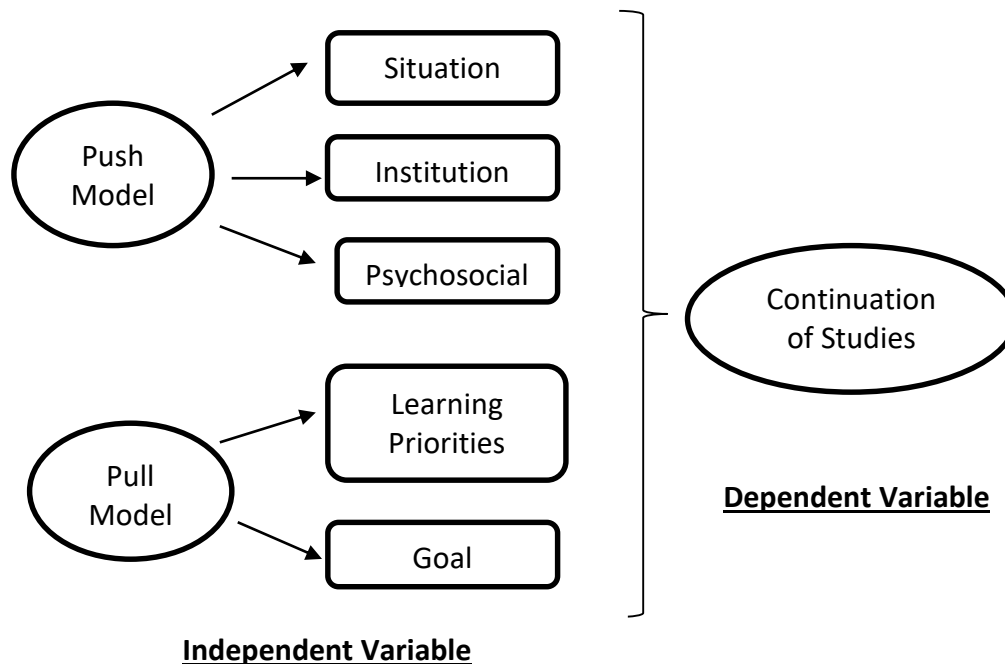 Push
Model
Situation
Institution
Psychosocial
Pull
Model
Learning
Priorities
Goal
Independent Variable
Continuation
of Studies
Dependent Variable